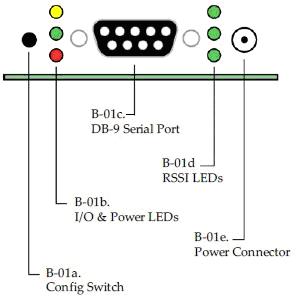 B-01c.
DB-9 Serial Port
B-01d
RSSI LEDs
B-01b.
I/O & Power LEDs
B-01e.
Power Connector
B-01a.
Config Switch